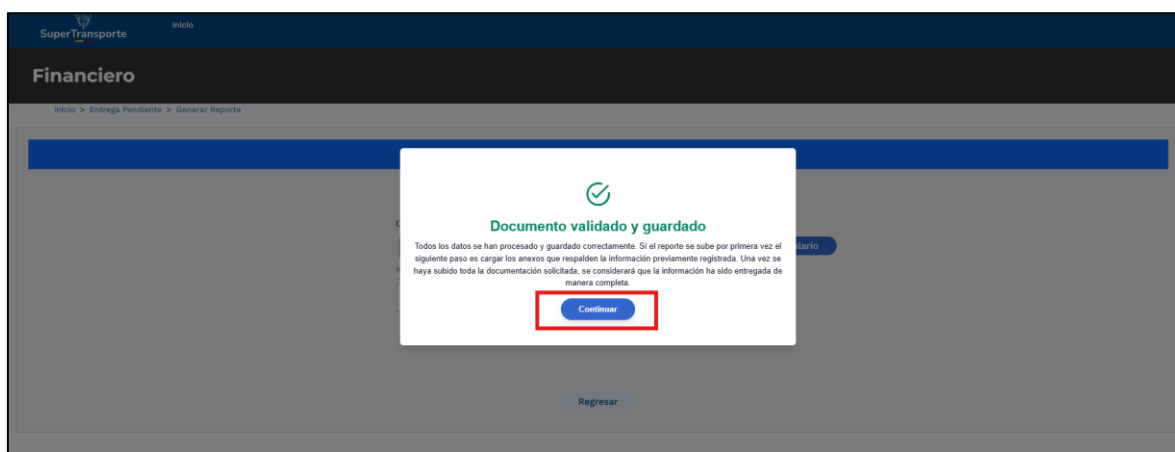 SuperTransporte
Inicio
Financiero
Inicio > Entrega Pendiente > Generar Reporte
Documento validado y guardado
Todos los datos se han procesado y guardado correctamente. Si el reporte se sube por primera vez el
siguiente paso es cargar los anexos que respalden la información previamente registrada. Una vez se
haya subido toda la documentación solicitada, se considerará que la información ha sido entregada de
manera completa.
Continuar
Regresar